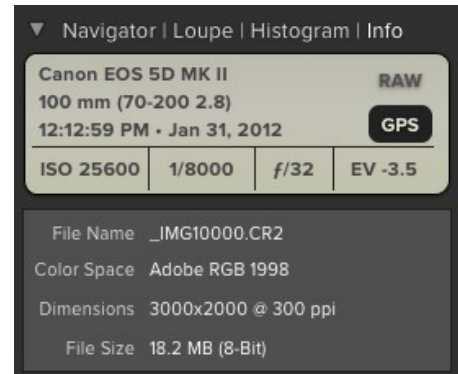 ▼ Navigator | Loupe | Histogram | Info
Canon EOS 5D MK II
RAW
100 mm (70-200 2.8)
12:12:59 PM • Jan 31, 2012
GPS
ISO 25600 1/8000 ƒ/32 EV -3.5
File Name _IMG10000.CR2
Color Space Adobe RGB 1998
Dimensions 3000x2000 @ 300 ppi
File Size 18.2 MB (8-Bit)